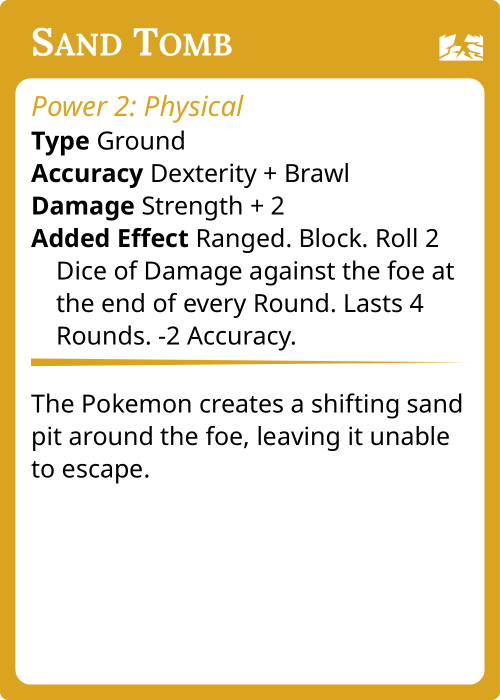 Sand Tomb
Power 2: Physical
Type Ground
Accuracy Dexterity + Brawl
Damage Strength + 2
Added Effect Ranged. Block. Roll 2
Dice of Damage against the foe at
the end of every Round. Lasts 4
Rounds. -2 Accuracy.
The Pokemon creates a shifting sand
pit around the foe, leaving it unable
to escape.